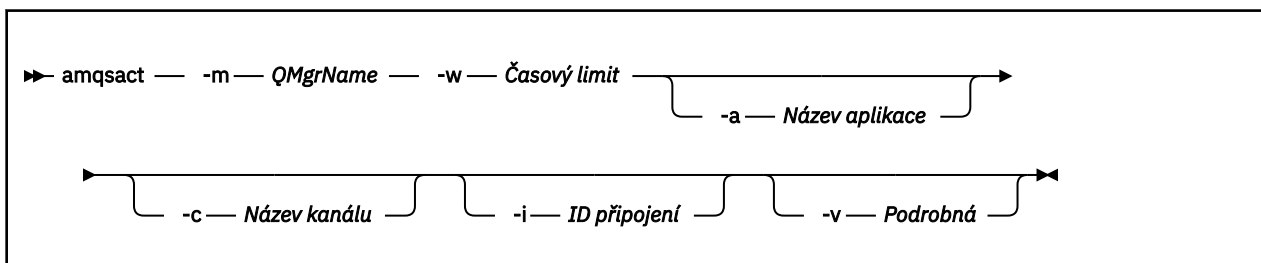 amqsact -m QMgrName -w Časový limit
-a Název aplikace
-c Název kanálu -i ID připojení -v Podrobná